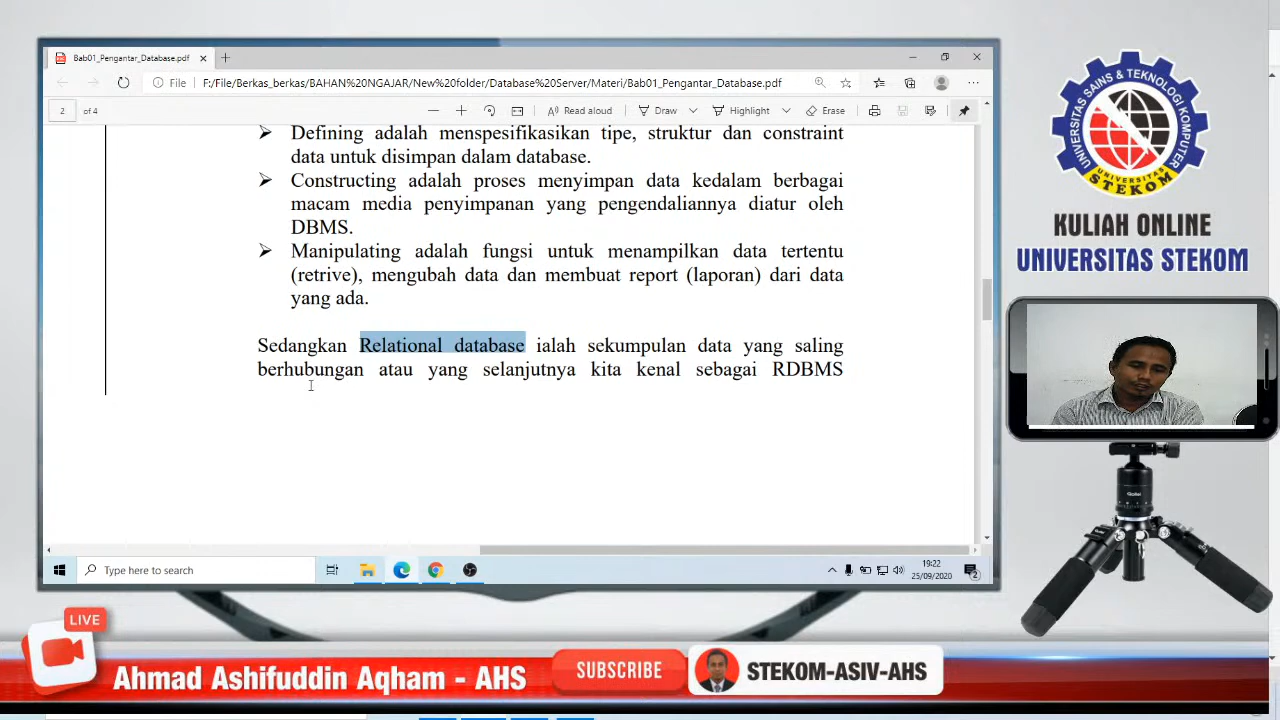 Bab01_Pengantar_Database.pdf
File F:/File/Berkas_berkas/BAHAN%20NGAJAR/New%20folder/Database%20Server/Materi/Bab01_Pengantar_Database.pdf
2 of 4 Read aloud Draw Highlight Erase
Defining adalah menspesifikasikan tipe, struktur dan constraint
data untuk disimpan dalam database.
Constructing adalah proses menyimpan data kedalam berbagai
macam media penyimpanan yang pengendaliannya diatur oleh
DBMS.
Manipulating adalah fungsi untuk menampilkan data tertentu
(retrive), mengubah data dan membuat report (laporan) dari data
yang ada.
Sedangkan Relational database ialah sekumpulan data yang saling
berhubungan atau yang selanjutnya kita kenal sebagai RDBMS
Type here to search
19:22
25/09/2020
2
UNIVERSITAS SAINS & TEKNOLOGI KOMPUTER
UNIVERSITAS
STEKOM
KULIAH ONLINE
UNIVERSITAS STEKOM
Rollei
LIVE
Ahmad Ashifuddin Aqham - AHS
SUBSCRIBE
STEKOM-ASIV-AHS